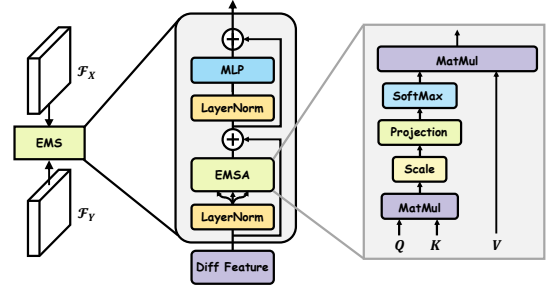 𝓕_X
EMS
𝓕_Y
MLP
LayerNorm
EMSA
LayerNorm
Diff Feature
MatMul
SoftMax
Projection
Scale
MatMul
Q K V